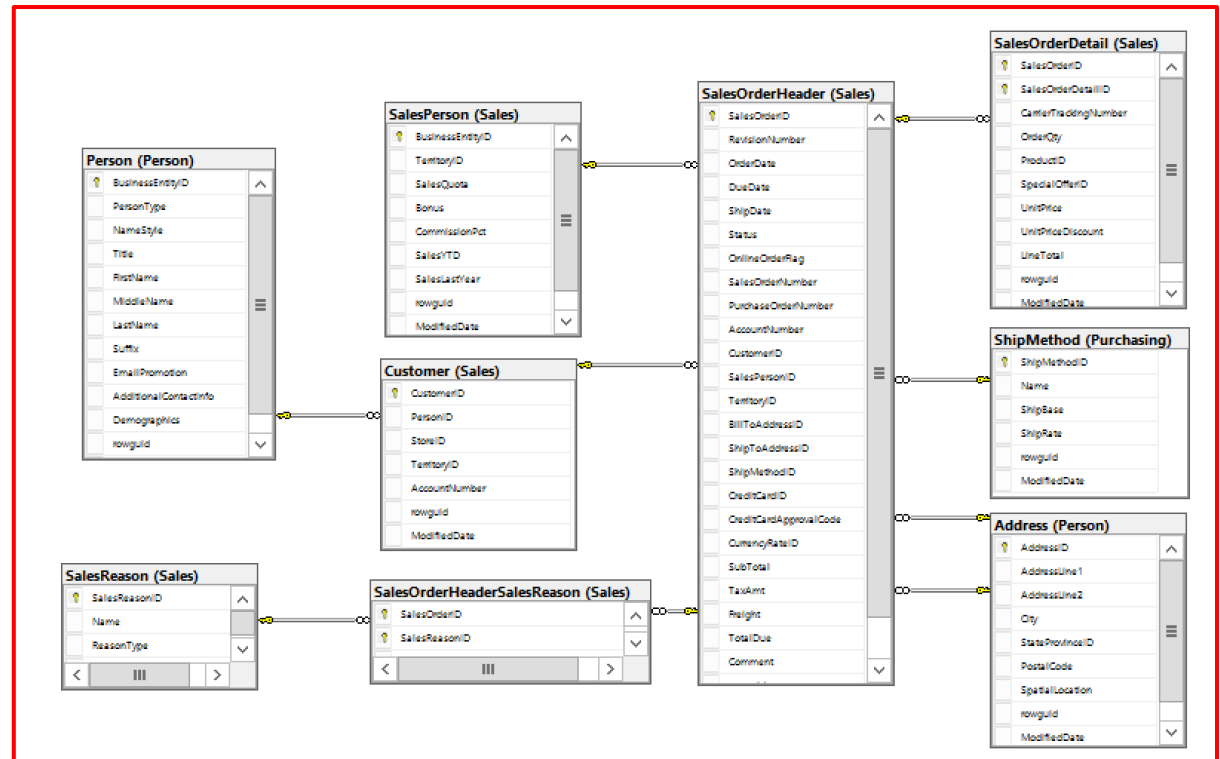 Person (Person)
BusinessEntityID
PersonType
NameStyle
Title
FirstName
MiddleName
LastName
Suffix
EmailPromotion
AdditionalContactInfo
Demographics
rowguid
SalesPerson (Sales)
BusinessEntityID
TerritoryID
SalesQuota
Bonus
CommissionPct
SalesYTD
SalesLastYear
rowguid
ModifiedDate
Customer (Sales)
CustomerID
PersonID
StoreID
TerritoryID
AccountNumber
rowguid
ModifiedDate
SalesReason (Sales)
SalesReasonID
Name
ReasonType
SalesOrderHeaderSalesReason (Sales)
SalesOrderID
SalesReasonID
SalesOrderHeader (Sales)
SalesOrderID
RevisionNumber
OrderDate
DueDate
ShipDate
Status
OnlineOrderFlag
SalesOrderNumber
PurchaseOrderNumber
AccountNumber
CustomerID
SalesPersonID
TerritoryID
BillToAddressID
ShipToAddressID
ShipMethodID
CreditCardID
CreditCardApprovalCode
CurrencyRateID
SubTotal
TaxAmt
Freight
TotalDue
Comment
SalesOrderDetail (Sales)
SalesOrderID
SalesOrderDetailID
CarrierTrackingNumber
OrderQty
ProductID
SpecialOfferID
UnitPrice
UnitPriceDiscount
LineTotal
rowguid
ModifiedDate
ShipMethod (Purchasing)
ShipMethodID
Name
ShipBase
ShipRate
rowguid
ModifiedDate
Address (Person)
AddressID
AddressLine1
AddressLine2
City
StateProvinceID
PostalCode
SpatialLocation
rowguid
ModifiedDate